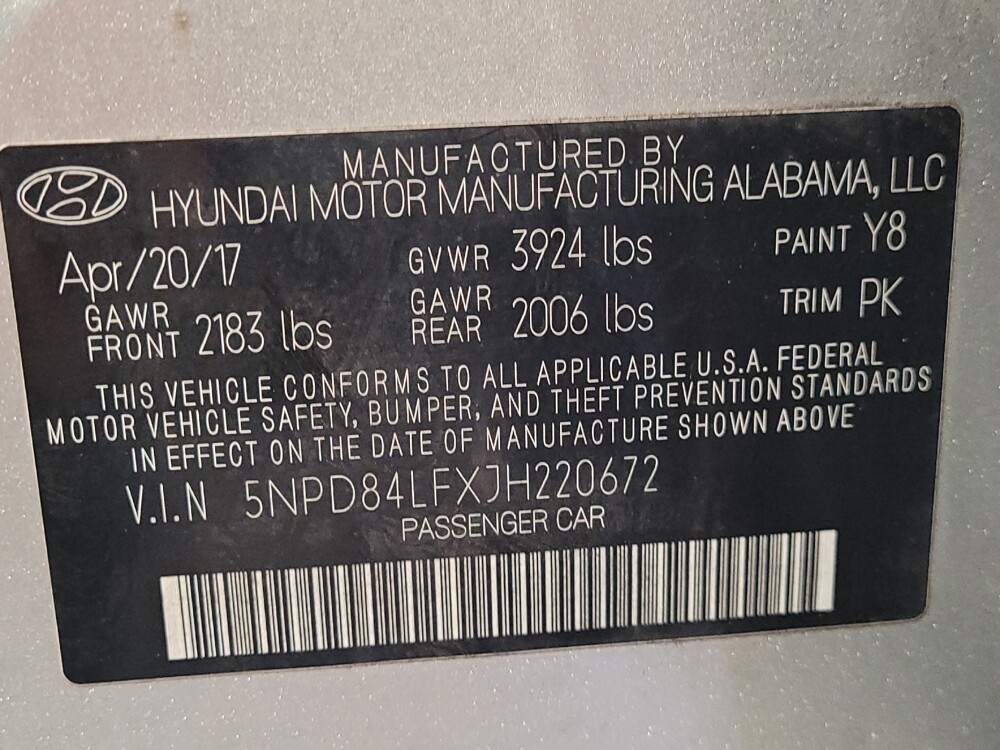 MANUFACTURED BY
HYUNDAI MOTOR MANUFACTURING ALABAMA, LLC
Apr/20/17 GVWR 3924 lbs PAINT Y8
GAWR FRONT 2183 lbs GAWR REAR 2006 lbs TRIM PK
THIS VEHICLE CONFORMS TO ALL APPLICABLE U.S.A. FEDERAL
MOTOR VEHICLE SAFETY, BUMPER, AND THEFT PREVENTION STANDARDS
IN EFFECT ON THE DATE OF MANUFACTURE SHOWN ABOVE
V.I.N 5NPD84LFXJH220672
PASSENGER CAR